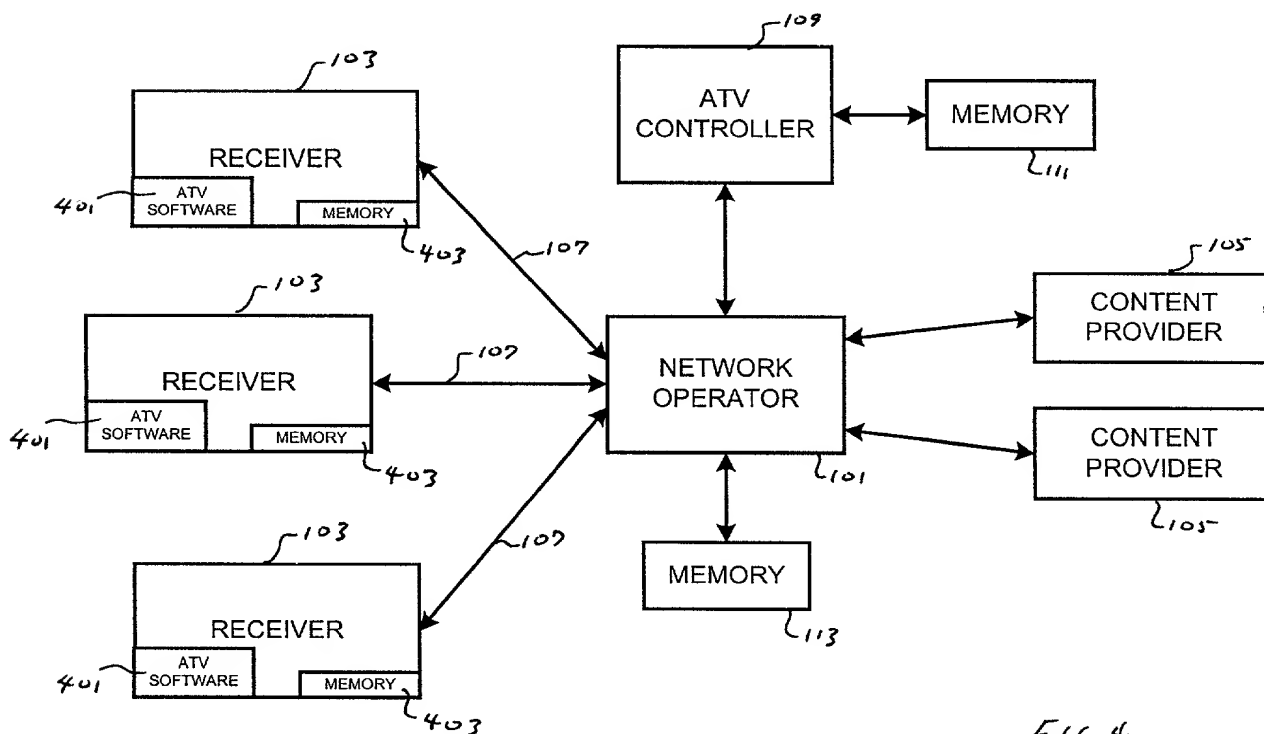 109
103
ATV
CONTROLLER
MEMORY
111
RECEIVER
ATV
SOFTWARE
MEMORY
401
403
107
105
CONTENT
PROVIDER
103
RECEIVER
ATV
SOFTWARE
MEMORY
401
403
107
NETWORK
OPERATOR
101
CONTENT
PROVIDER
105
103
RECEIVER
ATV
SOFTWARE
MEMORY
401
403
107
MEMORY
113